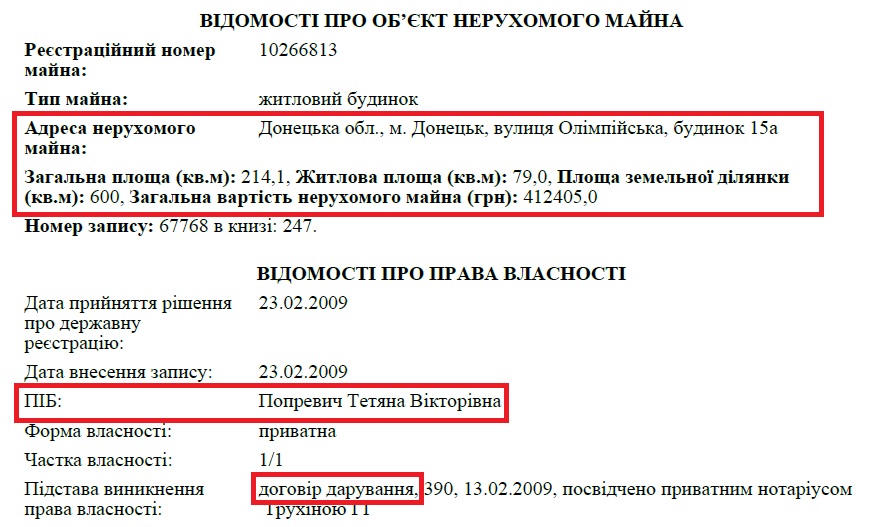 ВІДОМОСТІ ПРО ОБ’ЄКТ НЕРУХОМОГО МАЙНА
Реєстраційний номер майна: 10266813
Тип майна: житловий будинок
Адреса нерухомого майна: Донецька обл., м. Донецьк, вулиця Олімпійська, будинок 15а
Загальна площа (кв.м): 214,1, Житлова площа (кв.м): 79,0, Площа земельної ділянки
(кв.м): 600, Загальна вартість нерухомого майна (грн): 412405,0
Номер запису: 67768 в книзі: 247.
ВІДОМОСТІ ПРО ПРАВА ВЛАСНОСТІ
Дата прийняття рішення про державну реєстрацію: 23.02.2009
Дата внесення запису: 23.02.2009
ПІБ: Попревич Тетяна Вікторівна
Форма власності: приватна
Частка власності: 1/1
Підстава виникнення права власності: договір дарування, 390, 13.02.2009, посвідчено приватним нотаріусом Трухіною ГІ